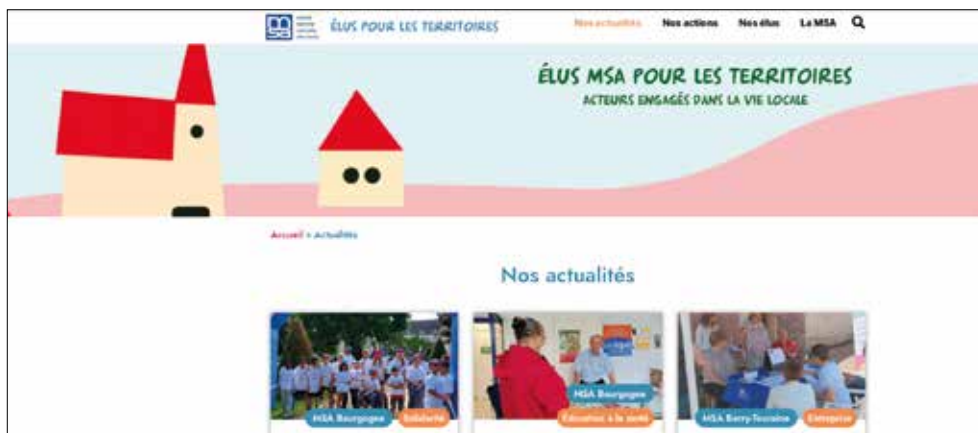 ÉLUS POUR LES TERRITOIRES
Nos actualités Nos actions Nos élus La MSA
ÉLUS MSA POUR LES TERRITOIRES
ACTEURS ENGAGÉS DANS LA VIE LOCALE
Accueil > Actualités
Nos actualités
MSA Bourgogne Solidarité
MSA Bourgogne
Éducation à la santé
MSA Berry-Touraine Entreprise